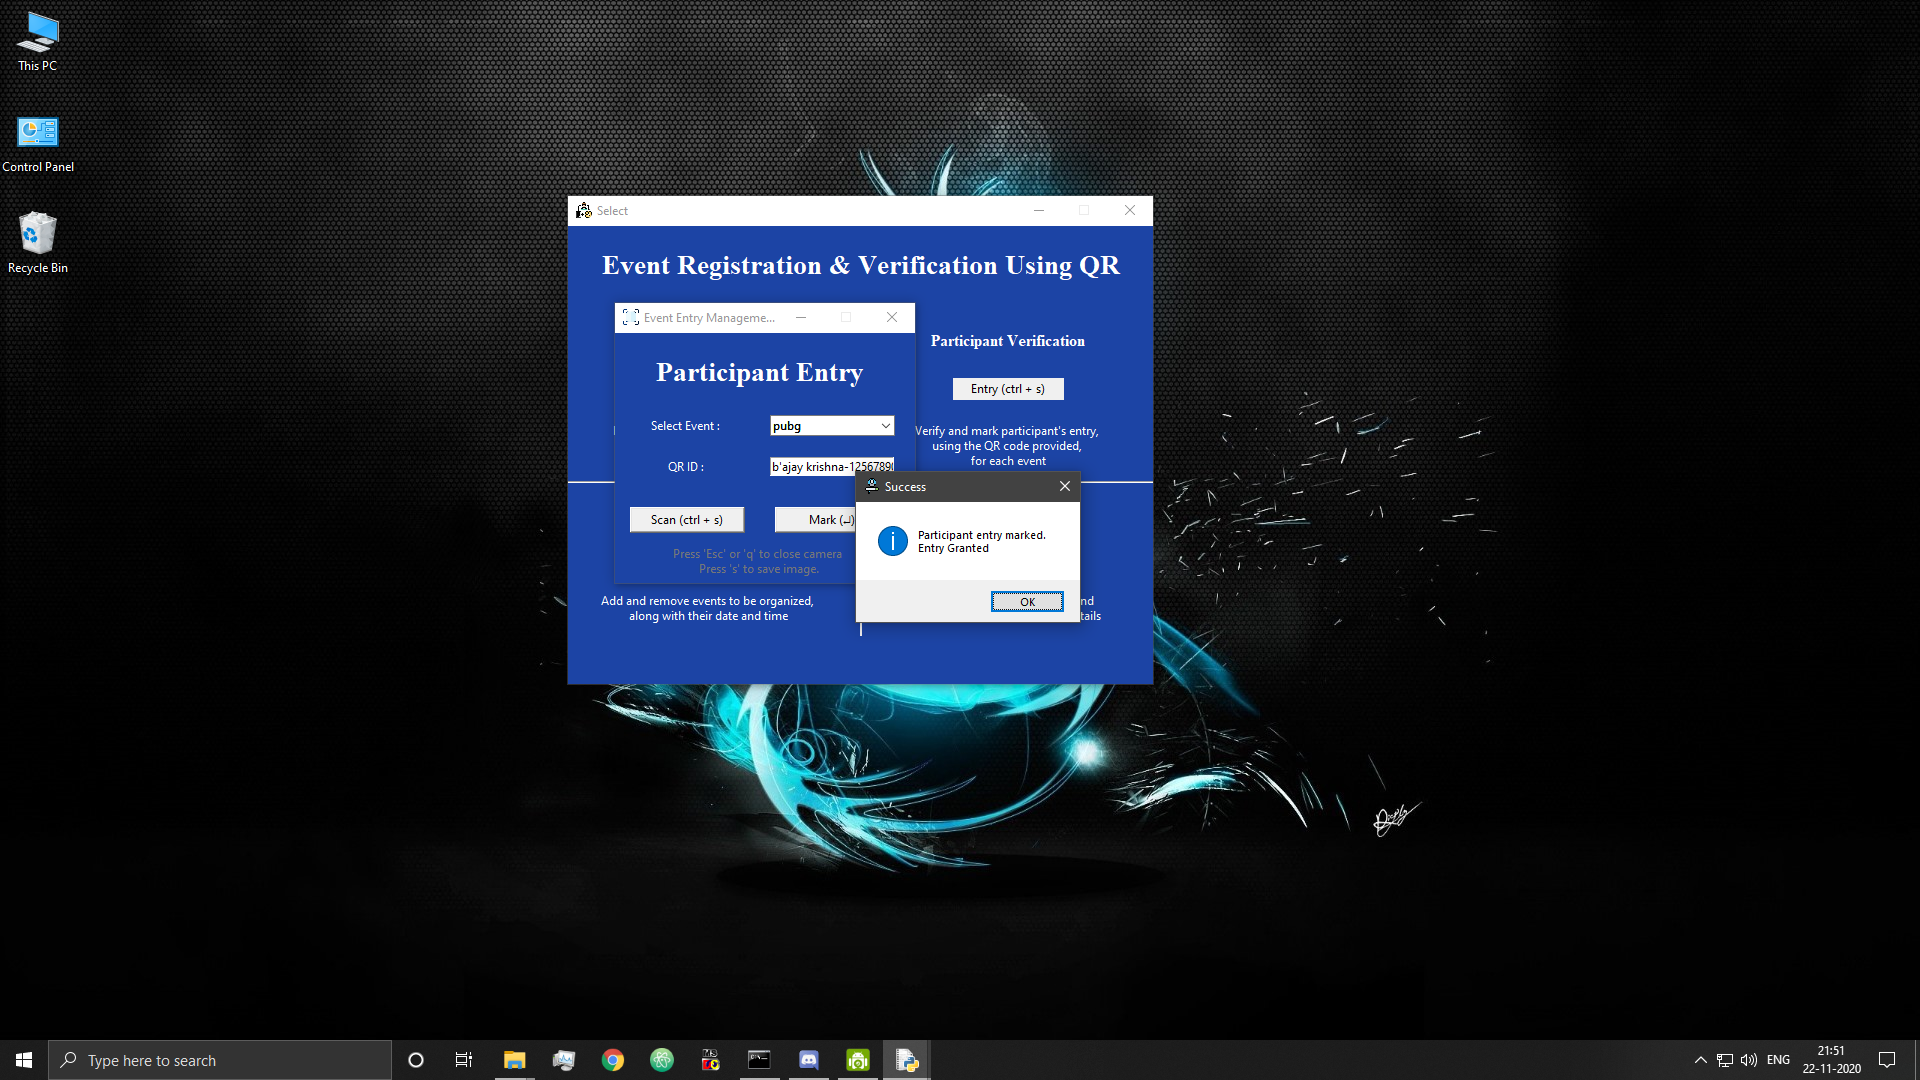 This PC
Control Panel
Recycle Bin
Select
Event Registration & Verification Using QR
Event Entry Manageme...
Participant Entry
Select Event :
pubg
QR ID :
b'ajay krishna-1256789
Scan (ctrl + s)
Mark (↵)
Press 'Esc' or 'q' to close camera
Press 's' to save image.
Participant Verification
Entry (ctrl + s)
Verify and mark participant's entry,
using the QR code provided,
for each event
Success
Participant entry marked.
Entry Granted
OK
Add and remove events to be organized,
along with their date and time
nd
tails
Type here to search
ENG
21:51
22-11-2020